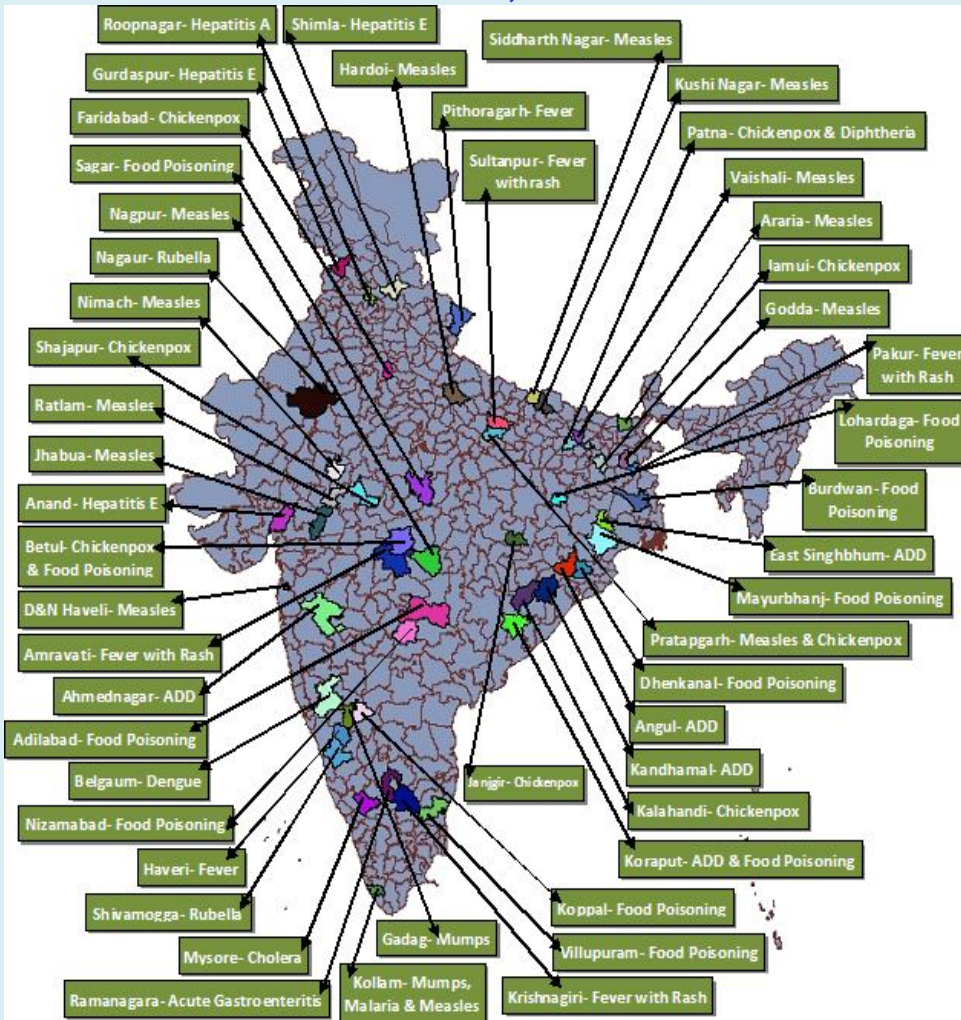 Roopnagar- Hepatitis A
Shimla- Hepatitis E
Siddharth Nagar- Measles
Gurdaspur- Hepatitis E
Hardoi- Measles
Kushi Nagar- Measles
Faridabad- Chickenpox
Pithoragarh- Fever
Patna- Chickenpox & Diphtheria
Sagar- Food Poisoning
Sultanpur- Fever
with rash
Vaishali- Measles
Nagpur- Measles
Araria- Measles
Nagaur- Rubella
Jamui- Chickenpox
Nimach- Measles
Godda- Measles
Shajapur- Chickenpox
Pakur- Fever
with Rash
Ratlam- Measles
Lohardaga- Food
Poisoning
Jhabua- Measles
Anand- Hepatitis E
Burdwan- Food
Poisoning
Betul- Chickenpox
& Food Poisoning
East Singhbhum- ADD
D&N Haveli- Measles
Mayurbhanj- Food Poisoning
Amravati- Fever with Rash
Pratapgarh- Measles & Chickenpox
Ahmednagar- ADD
Dhenkanal- Food Poisoning
Adilabad- Food Poisoning
Angul- ADD
Belgaum- Dengue
Janjgir- Chickenpox
Kandhamal- ADD
Nizamabad- Food Poisoning
Kalahandi- Chickenpox
Haveri- Fever
Koraput- ADD & Food Poisoning
Shivamogga- Rubella
Koppal- Food Poisoning
Mysore- Cholera
Gadag- Mumps
Villupuram- Food Poisoning
Ramanagara- Acute Gastroenteritis
Kollam- Mumps,
Malaria & Measles
Krishnagiri- Fever with Rash